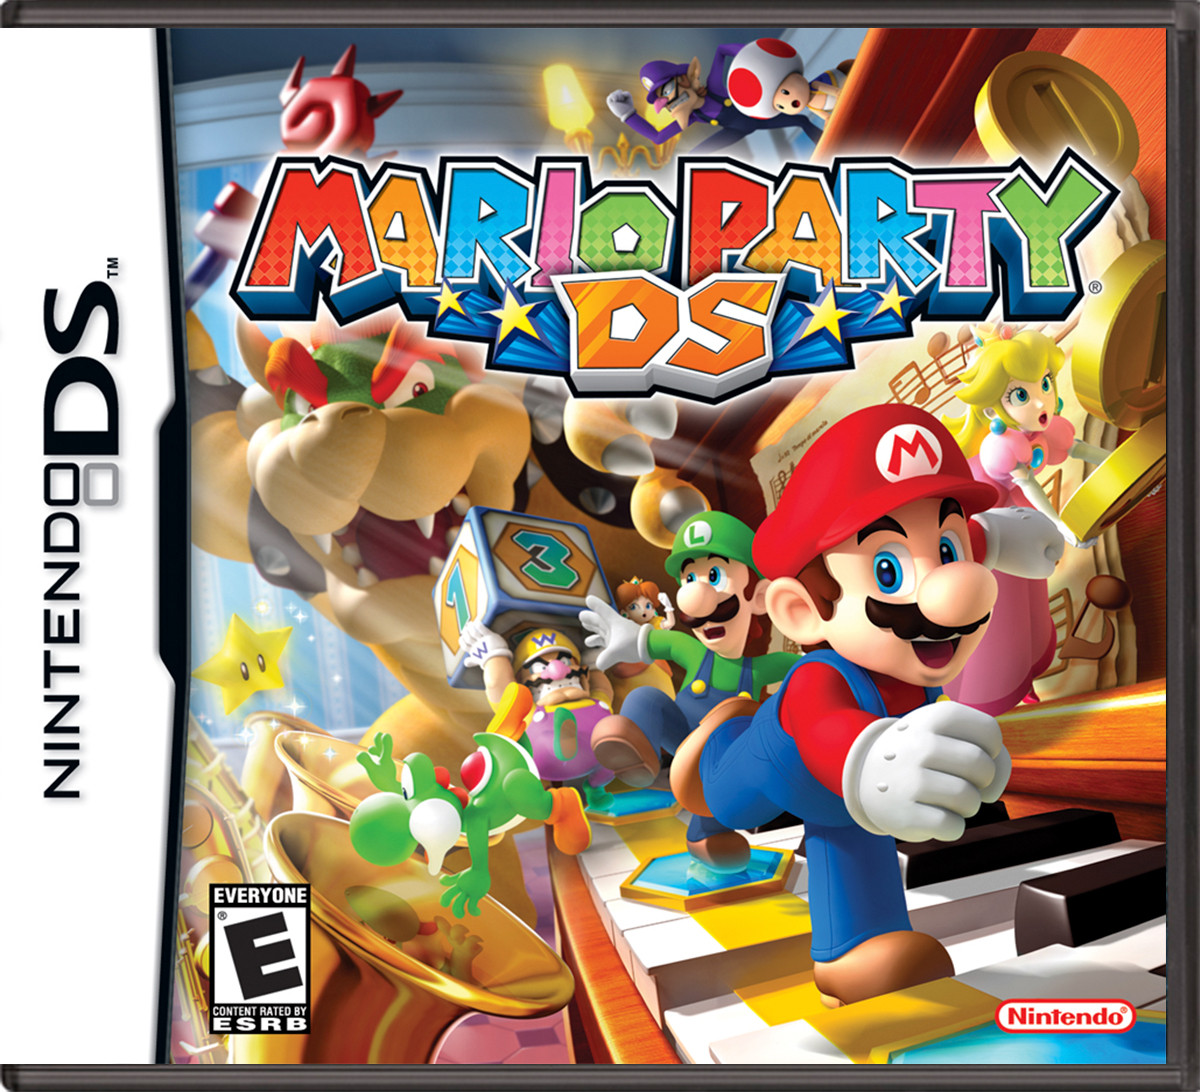 NINTENDO DS™
MARIO PARTY
DS®
M
L
W
W
1
3
EVERYONE
E®
CONTENT RATED BY
ESRB
Nintendo®